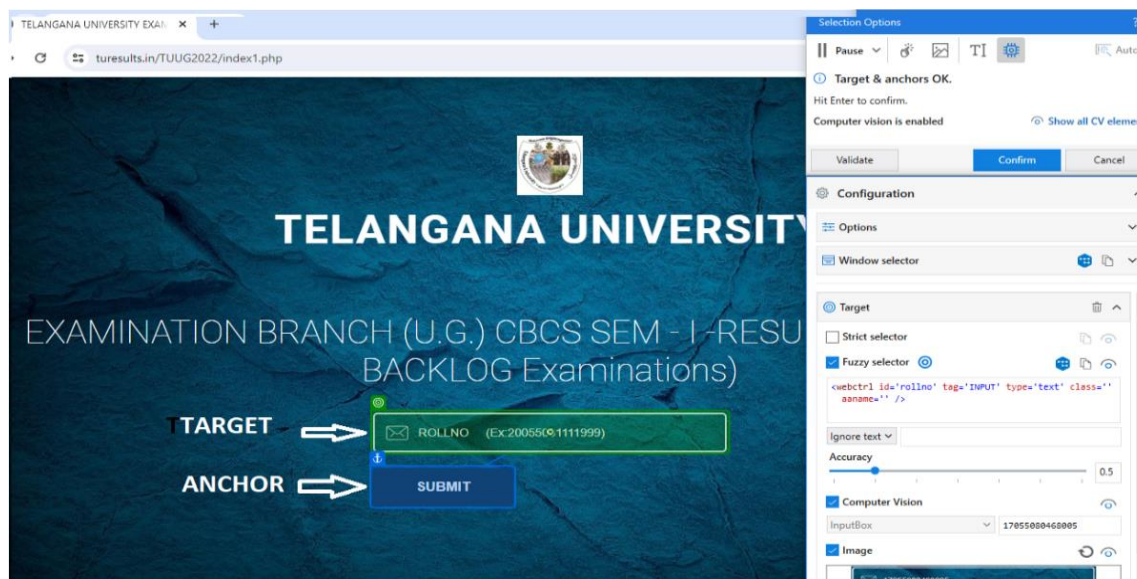 TELANGANA UNIVERSITY EXAM
turesults.in/TUUG2022/index1.php
TELANGANA UNIVERSITY
EXAMINATION BRANCH (U.G.) CBCS SEM - I -RESU
BACKLOG Examinations)
TTARGET
ROLLNO (Ex:200550 1111999)
ANCHOR
SUBMIT
Selection Options
?
Pause
TI
Auto
Target & anchors OK.
Hit Enter to confirm.
Computer vision is enabled
Show all CV eleme
Validate
Confirm
Cancel
Configuration
Options
Window selector
Target
Strict selector
Fuzzy selector
<webctrl id='rollno' tag='INPUT' type='text' class=''
aaname='' />
Ignore text
Accuracy
0.5
Computer Vision
InputBox
17055080468005
Image